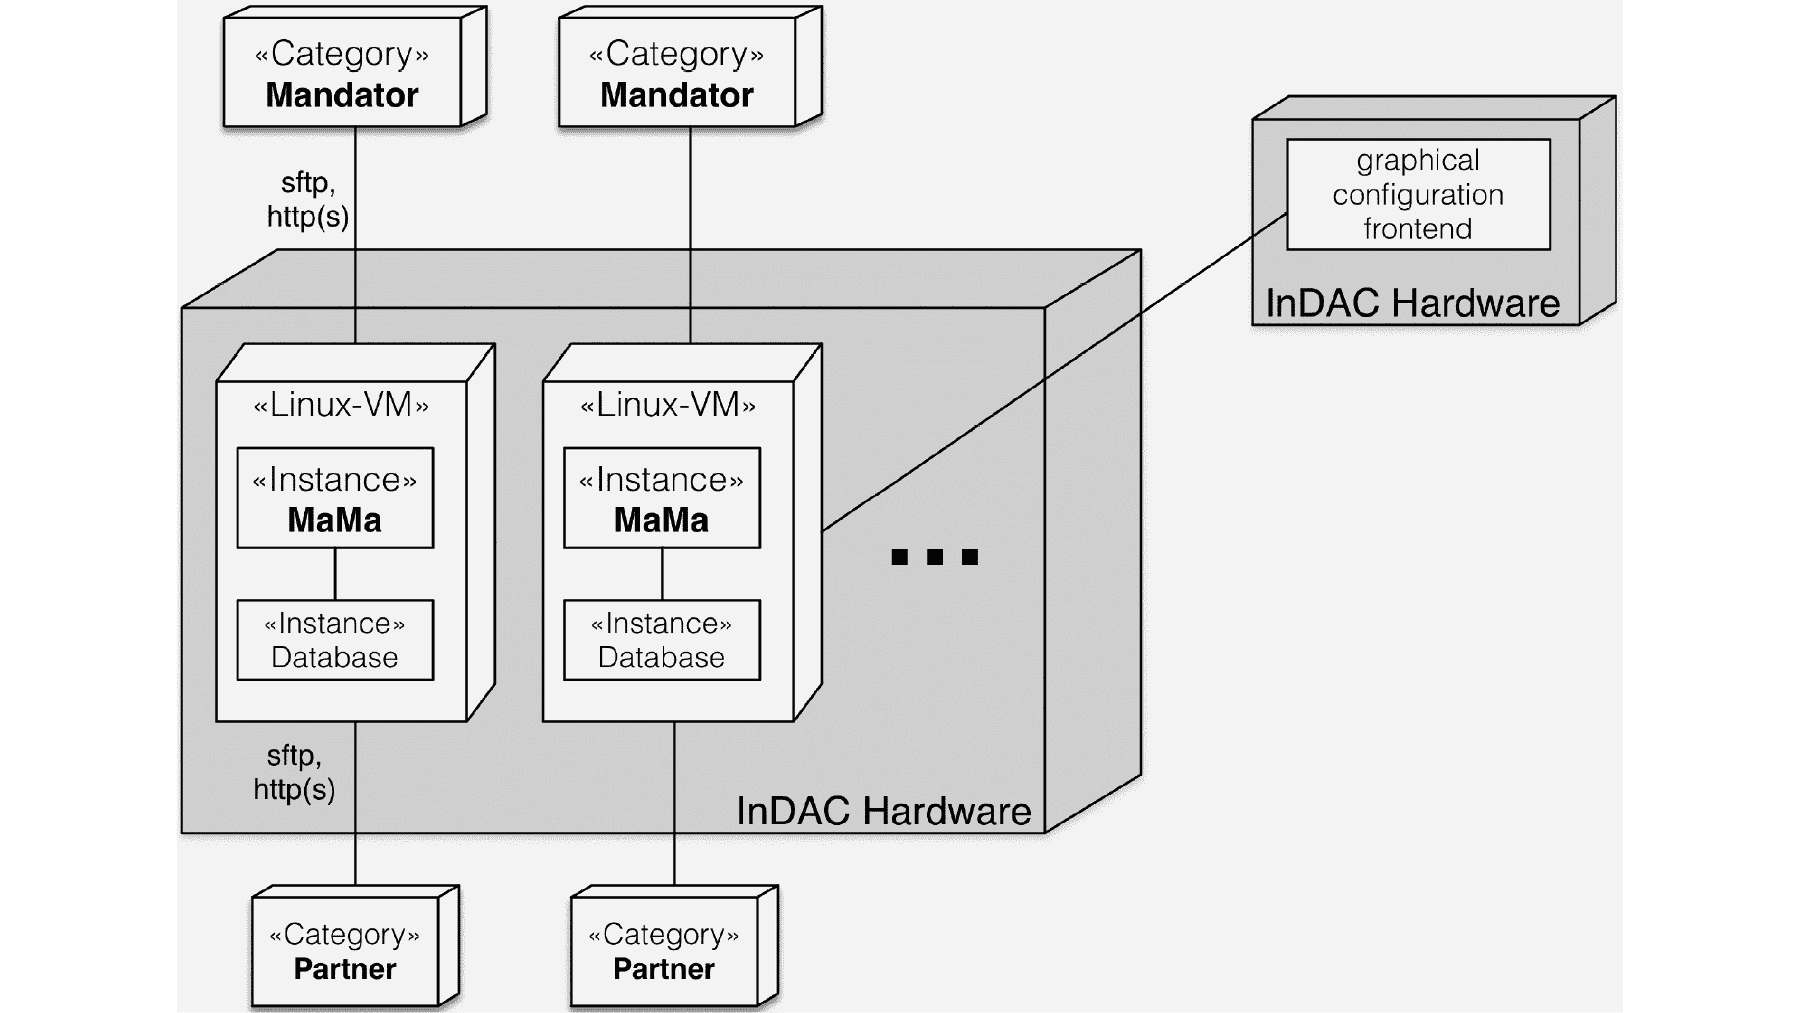 «Category»
Mandator
«Category»
Mandator
sftp,
http(s)
graphical
configuration
frontend
InDAC Hardware
«Linux-VM»
«Instance»
MaMa
«Instance»
Database
«Linux-VM»
«Instance»
MaMa
«Instance»
Database
...
sftp,
http(s)
InDAC Hardware
«Category»
Partner
«Category»
Partner